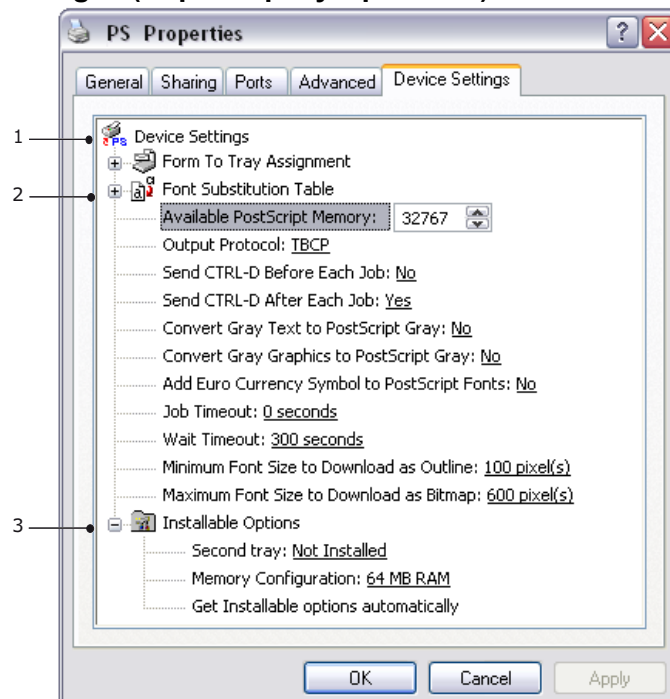 PS Properties
General Sharing Ports Advanced Device Settings
1 Device Settings
Form To Tray Assignment
2 Font Substitution Table
Available PostScript Memory: 32767
Output Protocol: TBCP
Send CTRL-D Before Each Job: No
Send CTRL-D After Each Job: Yes
Convert Gray Text to PostScript Gray: No
Convert Gray Graphics to PostScript Gray: No
Add Euro Currency Symbol to PostScript Fonts: No
Job Timeout: 0 seconds
Wait Timeout: 300 seconds
Minimum Font Size to Download as Outline: 100 pixel(s)
Maximum Font Size to Download as Bitmap: 600 pixel(s)
3 Installable Options
Second tray: Not Installed
Memory Configuration: 64 MB RAM
Get Installable options automatically
OK Cancel Apply